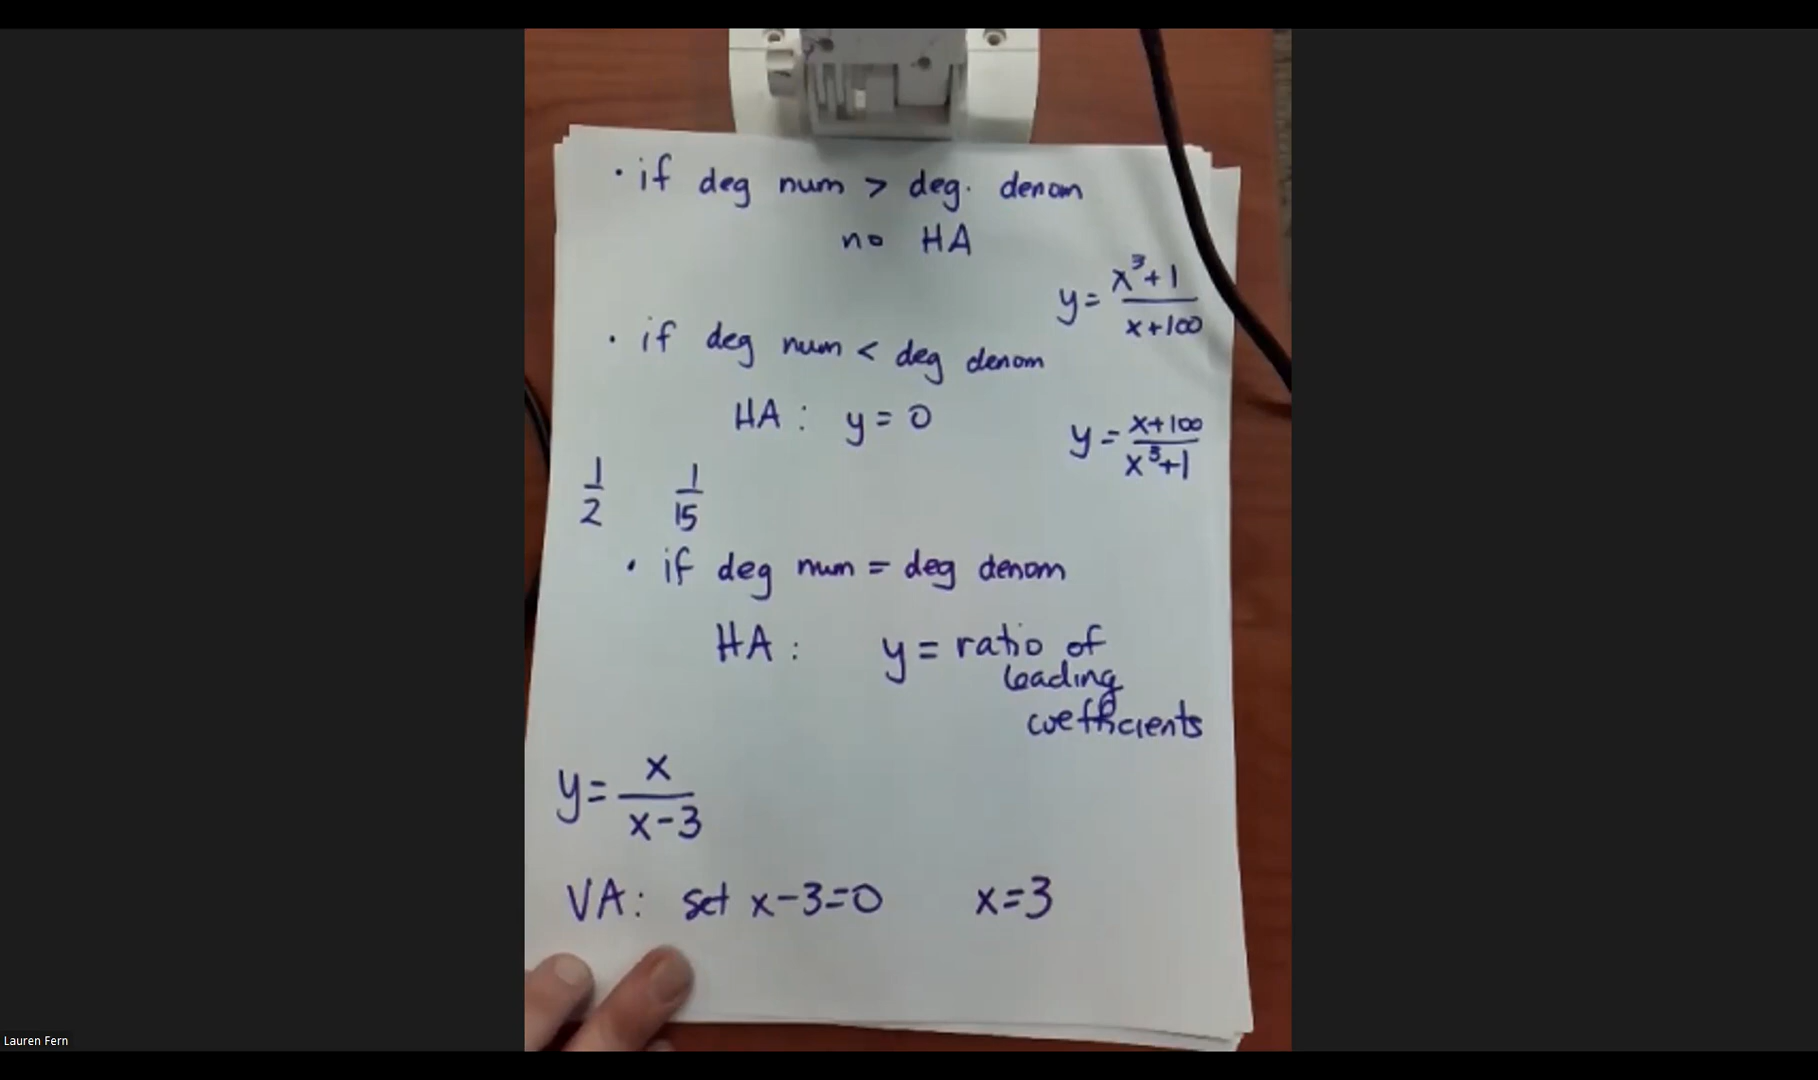 • if deg num > deg. denom
no HA
y = x³+1 / x+100
• if deg num < deg denom
HA : y = 0
y = x+100 / x³+1
1/2 1/15
• if deg num = deg denom
HA : y = ratio of
leading
coefficients
y = x / x-3
VA: set x-3=0 x=3
Lauren Fern